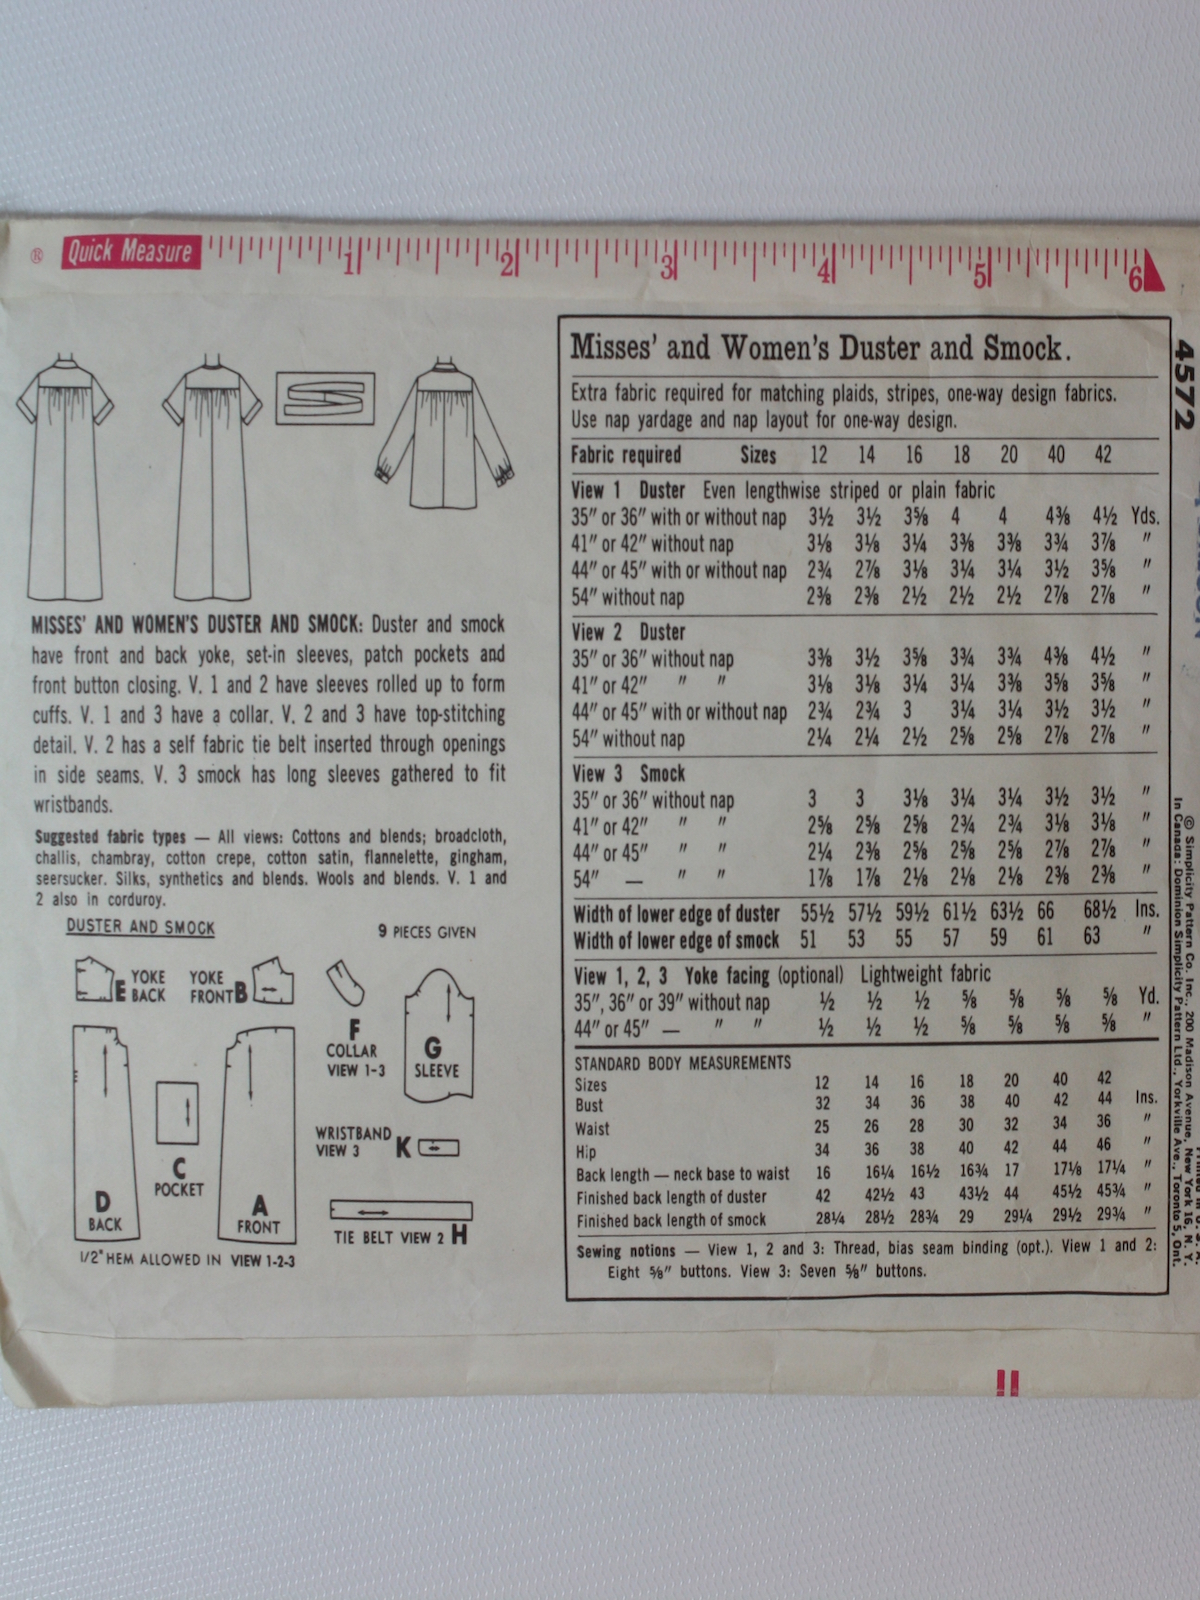 ® Quick Measure 1 2 3 4 5 6
MISSES' AND WOMEN'S DUSTER AND SMOCK: Duster and smock
have front and back yoke, set-in sleeves, patch pockets and
front button closing. V. 1 and 2 have sleeves rolled up to form
cuffs. V. 1 and 3 have a collar. V. 2 and 3 have top-stitching
detail. V. 2 has a self fabric tie belt inserted through openings
in side seams. V. 3 smock has long sleeves gathered to fit
wristbands.
Suggested fabric types — All views: Cottons and blends; broadcloth,
challis, chambray, cotton crepe, cotton satin, flannelette, gingham,
seersucker. Silks, synthetics and blends. Wools and blends. V. 1 and
2 also in corduroy.
DUSTER AND SMOCK
9 PIECES GIVEN
E YOKE BACK
YOKE FRONT B
F
COLLAR
VIEW 1-3
G
SLEEVE
D
BACK
C
POCKET
A
FRONT
WRISTBAND
VIEW 3 K
TIE BELT VIEW 2 H
1/2" HEM ALLOWED IN VIEW 1-2-3
Misses' and Women's Duster and Smock.
Extra fabric required for matching plaids, stripes, one-way design fabrics.
Use nap yardage and nap layout for one-way design.
Fabric required Sizes 12 14 16 18 20 40 42
View 1 Duster Even lengthwise striped or plain fabric
35" or 36" with or without nap 3½ 3½ 3⅝ 4 4 4⅜ 4½ Yds.
41" or 42" without nap 3⅛ 3⅛ 3¼ 3⅜ 3⅜ 3¾ 3⅞ "
44" or 45" with or without nap 2¾ 2⅞ 3⅛ 3¼ 3¼ 3½ 3⅝ "
54" without nap 2⅜ 2⅜ 2½ 2½ 2½ 2⅞ 2⅞ "
View 2 Duster
35" or 36" without nap 3⅜ 3½ 3⅝ 3¾ 3¾ 4⅜ 4½ "
41" or 42" " " 3⅛ 3⅛ 3¼ 3¼ 3⅜ 3⅝ 3⅝ "
44" or 45" with or without nap 2¾ 2¾ 3 3¼ 3¼ 3½ 3½ "
54" without nap 2¼ 2¼ 2½ 2⅝ 2⅝ 2⅞ 2⅞ "
View 3 Smock
35" or 36" without nap 3 3 3⅛ 3¼ 3¼ 3½ 3½ "
41" or 42" " " 2⅝ 2⅝ 2⅝ 2¾ 2¾ 3⅛ 3⅛ "
44" or 45" " " 2¼ 2⅜ 2⅝ 2⅝ 2⅝ 2⅞ 2⅞ "
54" — " " 1⅞ 1⅞ 2⅛ 2⅛ 2⅛ 2⅜ 2⅜ "
Width of lower edge of duster 55½ 57½ 59½ 61½ 63½ 66 68½ Ins.
Width of lower edge of smock 51 53 55 57 59 61 63 "
View 1, 2, 3 Yoke facing (optional) Lightweight fabric
35", 36" or 39" without nap ½ ½ ½ ⅝ ⅝ ⅝ ⅝ Yd.
44" or 45" — " " ½ ½ ½ ⅝ ⅝ ⅝ ⅝ "
STANDARD BODY MEASUREMENTS
Sizes 12 14 16 18 20 40 42
Bust 32 34 36 38 40 42 44 Ins.
Waist 25 26 28 30 32 34 36 "
Hip 34 36 38 40 42 44 46 "
Back length — neck base to waist 16 16¼ 16½ 16¾ 17 17⅛ 17¼ "
Finished back length of duster 42 42½ 43 43½ 44 45½ 45¾ "
Finished back length of smock 28¼ 28½ 28¾ 29 29¼ 29½ 29¾ "
Sewing notions — View 1, 2 and 3: Thread, bias seam binding (opt.). View 1 and 2:
Eight ⅝" buttons. View 3: Seven ⅝" buttons.
4572
© Simplicity Pattern Co. Inc., 200 Madison Avenue, New York 16, N. Y.
In Canada: Dominion Simplicity Pattern Ltd., Yorkville Ave., Toronto 5, Ont.